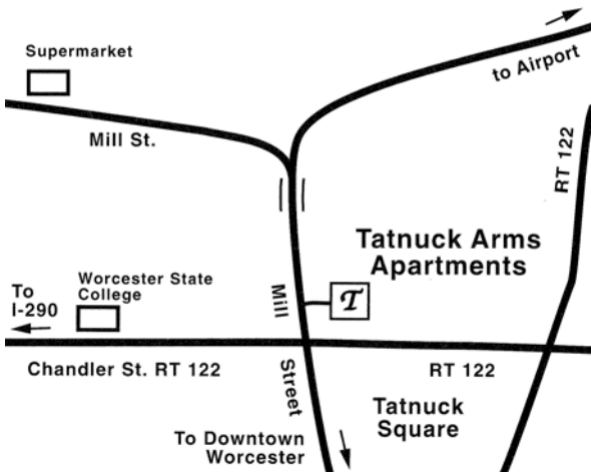 Supermarket
to Airport
Mill St.
RT 122
Tatnuck Arms
Apartments
Worcester State
College
To
I-290
Mill
T
Chandler St. RT 122
RT 122
Street
Tatnuck
Square
To Downtown
Worcester